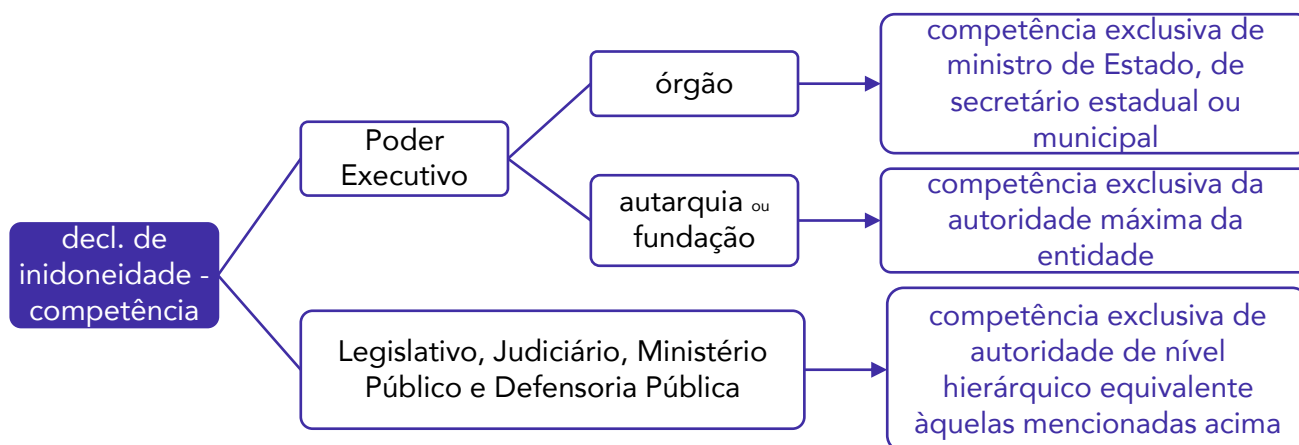 decl. de
inidoneidade -
competência
Poder
Executivo
órgão
competência exclusiva de
ministro de Estado, de
secretário estadual ou
municipal
autarquia ou
fundação
competência exclusiva da
autoridade máxima da
entidade
Legislativo, Judiciário, Ministério
Público e Defensoria Pública
competência exclusiva de
autoridade de nível
hierárquico equivalente
àquelas mencionadas acima